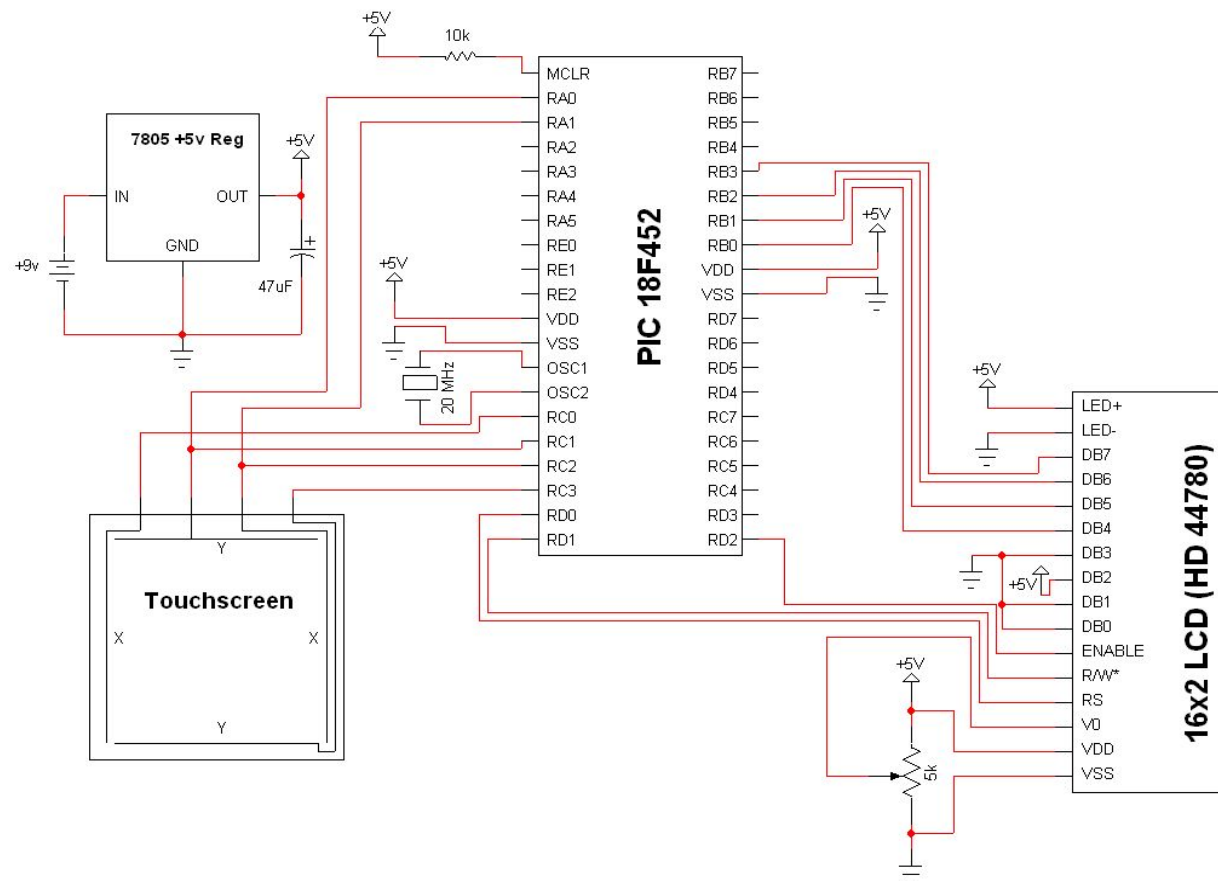 +5V
10k
7805 +5v Reg
+5V
IN
OUT
GND
+9v
47uF
+5V
20 MHz
MCLR
RA0
RA1
RA2
RA3
RA4
RA5
RE0
RE1
RE2
VDD
VSS
OSC1
OSC2
RC0
RC1
RC2
RC3
RD0
RD1
PIC 18F452
RB7
RB6
RB5
RB4
RB3
RB2
RB1
RB0
VDD
VSS
RD7
RD6
RD5
RD4
RC7
RC6
RC5
RC4
RD3
RD2
+5V
Y
Touchscreen
X
X
Y
+5V
LED+
LED-
DB7
DB6
DB5
DB4
DB3
DB2
DB1
DB0
ENABLE
R/W*
RS
V0
VDD
VSS
16x2 LCD (HD 44780)
+5V
+5V
5k